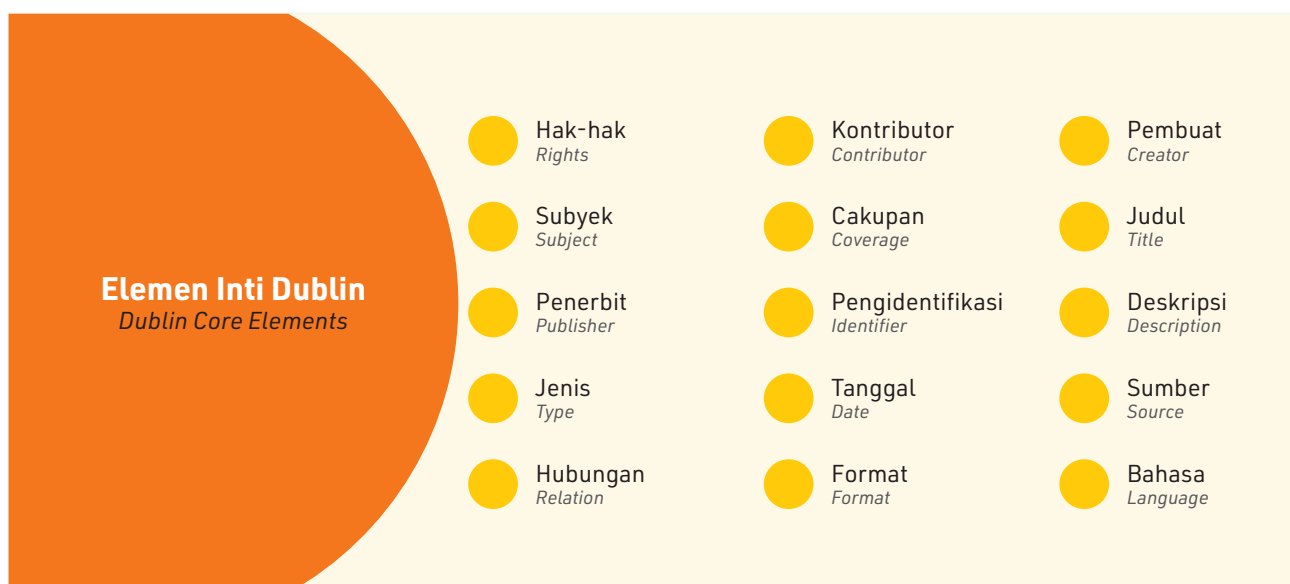 Elemen Inti Dublin
Dublin Core Elements
Hak-hak
Rights
Subyek
Subject
Penerbit
Publisher
Jenis
Type
Hubungan
Relation
Kontributor
Contributor
Cakupan
Coverage
Pengidentifikasi
Identifier
Tanggal
Date
Format
Format
Pembuat
Creator
Judul
Title
Deskripsi
Description
Sumber
Source
Bahasa
Language